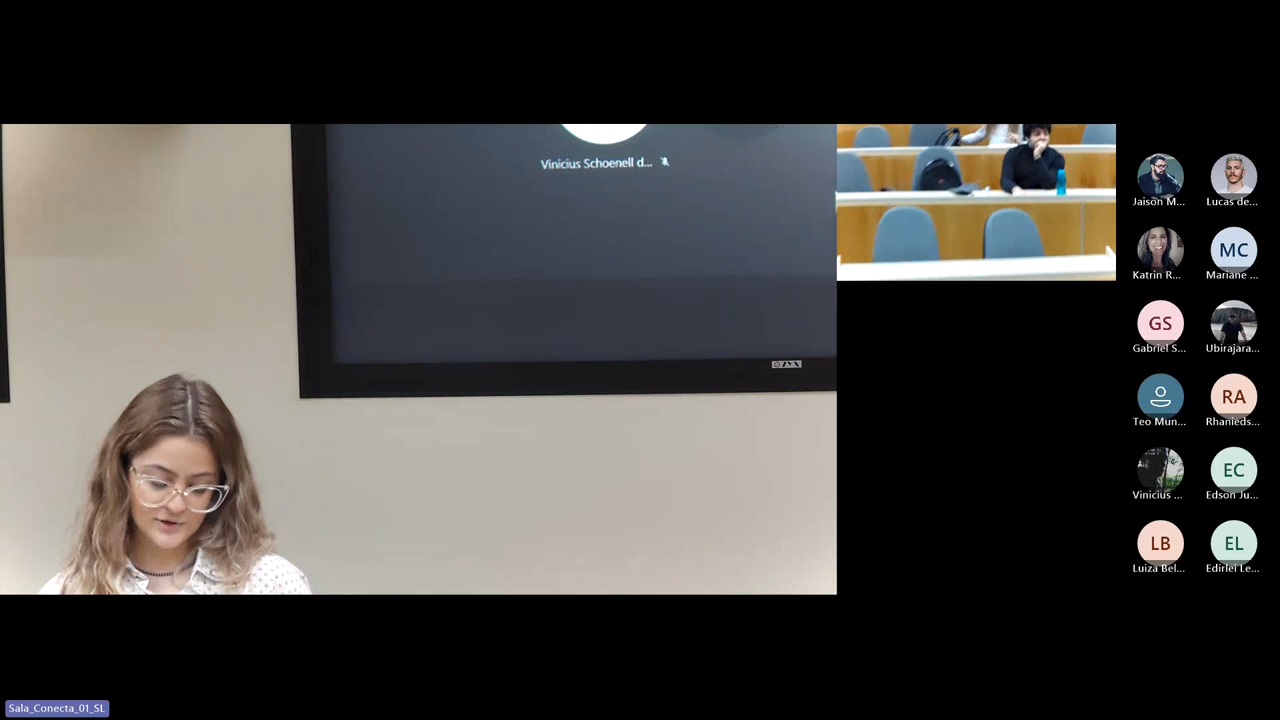 Vinicius Schoenell d...
Jaison M...
Lucas de...
Katrin R...
MC
Mariane ...
GS
Gabriel S...
Ubirajara...
Teo Mun...
RA
Rhanieds...
Vinicius ...
EC
Edson Ju...
LB
Luiza Bel...
EL
Edirlei Le...
Sala_Conecta_01_SL